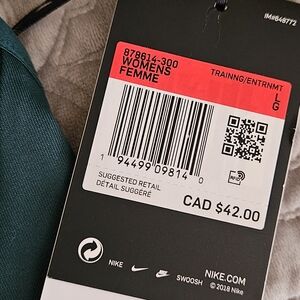 IM#648772
878614-300
WOMENS
FEMME
TRAINNG/ENTRNMT
L
G
1 94499 09814 0
SUGGESTED RETAIL
DÉTAIL SUGGÉRÉ
CAD $42.00
NIKE
SWOOSH
NIKE.COM
© 2018 Nike